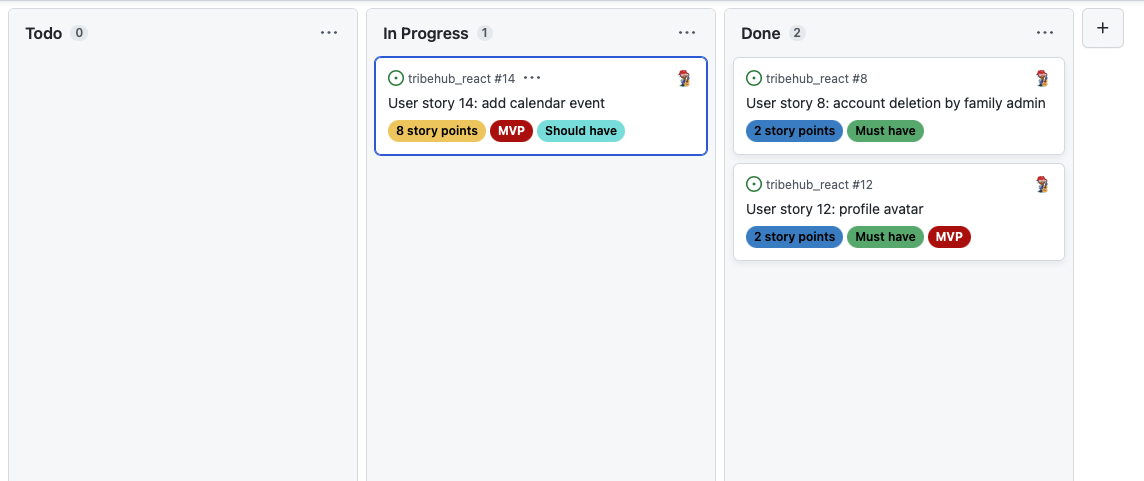 Todo 0
In Progress 1
tribehub_react #14
User story 14: add calendar event
8 story points MVP Should have
Done 2
tribehub_react #8
User story 8: account deletion by family admin
2 story points Must have
tribehub_react #12
User story 12: profile avatar
2 story points Must have MVP